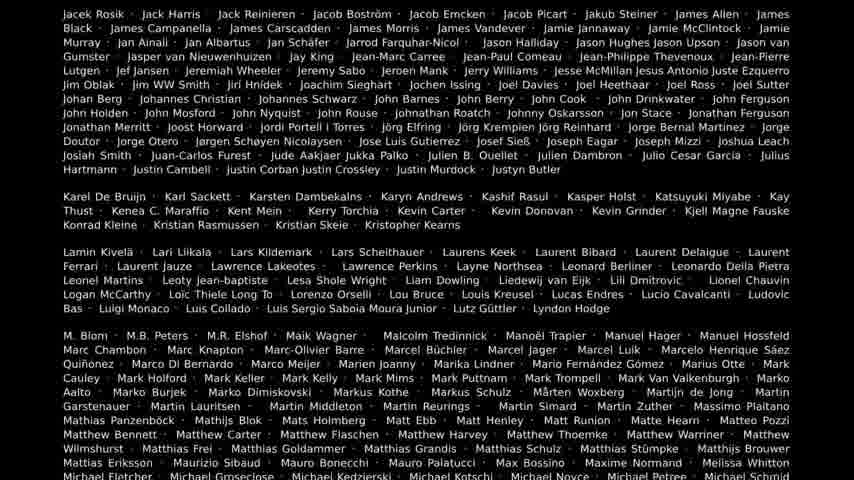 Jacek Rosik · Jack Harris · Jack Reinieren · Jacob Boström · Jacob Emcken · Jacob Picart · Jakub Steiner · James Allen · James
Black · James Campanella · James Carscadden · James Morris · James Vandever · Jamie Jannaway · Jamie McClintock · Jamie
Murray · Jan Ainali · Jan Albartus · Jan Schäfer · Jarrod Farquhar-Nicol · Jason Halliday · Jason Hughes Jason Upson · Jason van
Gumster · Jasper van Nieuwenhuizen · Jay King · Jean-Marc Carree · Jean-Paul Comeau · Jean-Philippe Thevenoux · Jean-Pierre
Lutgen · Jef Jansen · Jeremiah Wheeler · Jeremy Sabo · Jeroen Mank · Jerry Williams · Jesse McMillan Jesus Antonio Juste Ezquerro
Jim Oblak · Jim WW Smith · Jirí Hnídek · Joachim Sieghart · Jochen Issing · Joel Davies · Joel Heethaar · Joel Ross · Joel Sutter
Johan Berg · Johannes Christian · Johannes Schwarz · John Barnes · John Berry · John Cook · John Drinkwater · John Ferguson
John Holden · John Mosford · John Nyquist · John Rouse · Johnathan Roatch · Johnny Oskarsson · Jon Stace · Jonathan Ferguson
Jonathan Merritt · Joost Horward · Jordi Portell i Torres · Jörg Elfring · Jörg Krempien Jörg Reinhard · Jorge Bernal Martinez · Jorge
Doutor · Jorge Otero · Jørgen Schøyen Nicolaysen · Jose Luis Gutierrez · Josef Sieß · Joseph Eagar · Joseph Mizzi · Joshua Leach
Josiah Smith · Juan-Carlos Furest · Jude Aakjaer Jukka Palko · Julien B. Ouellet · Julien Dambron · Julio Cesar Garcia · Julius
Hartmann · Justin Cambell · Justin Corban Justin Crossley · Justin Murdock · Justyn Butler
Karel De Bruijn · Karl Sackett · Karsten Dambekalns · Karyn Andrews · Kashif Rasul · Kasper Holst · Katsuyuki Miyabe · Kay
Thust · Kenea C. Maraffio · Kent Mein · Kerry Torchia · Kevin Carter · Kevin Donovan · Kevin Grinder · Kjell Magne Fauske
Konrad Kleine · Kristian Rasmussen · Kristian Skeie · Kristopher Kearns
Lamin Kivelä · Lari Liikala · Lars Kildemark · Lars Scheithauer · Laurens Keek · Laurent Bibard · Laurent Delaigue · Laurent
Ferrari · Laurent Jauze · Lawrence Lakeotes · Lawrence Perkins · Layne Northsea · Leonard Berliner · Leonardo Della Pietra
Leonel Martins · Leoty Jean-baptiste · Lesa Shole Wright · Liam Dowling · Liedewij van Eijk · Lili Dmitrovic · Lionel Chauvin
Logan McCarthy · Loïc Thiele Long To · Lorenzo Orselli · Lou Bruce · Louis Kreusel · Lucas Endres · Lucio Cavalcanti · Ludovic
Bas · Luigi Monaco · Luis Collado · Luis Sergio Saboia Moura Junior · Lutz Güttler · Lyndon Hodge
M. Blom · M.B. Peters · M.R. Elshof · Maik Wagner · Malcolm Tredinnick · Manoël Trapier · Manuel Hager · Manuel Hossfeld
Marc Chambon · Marc Knapton · Marc-Olivier Barre · Marcel Büchler · Marcel Jager · Marcel Luik · Marcelo Henrique Sáez
Quiñonez · Marco Di Bernardo · Marco Meijer · Marien Joanny · Marika Lindner · Mario Fernández Gómez · Marius Otte · Mark
Cauley · Mark Holford · Mark Keller · Mark Kelly · Mark Mims · Mark Puttnam · Mark Trompell · Mark Van Valkenburgh · Marko
Aalto · Marko Burjek · Marko Dimiskovski · Markus Kothe · Markus Schulz · Mårten Woxberg · Martijn de Jong · Martin
Garstenauer · Martin Lauritsen · Martin Middleton · Martin Reurings · Martin Simard · Martin Zuther · Massimo Plaitano
Mathias Panzenböck · Mathijs Blok · Mats Holmberg · Matt Ebb · Matt Henley · Matt Runion · Matte Hearri · Matteo Pozzi
Matthew Bennett · Matthew Carter · Matthew Flaschen · Matthew Harvey · Matthew Thoemke · Matthew Warriner · Matthew
Wilmshurst · Matthias Frei · Matthias Goldammer · Matthias Grandis · Matthias Schulz · Matthias Stümpke · Matthijs Brouwer
Mattias Eriksson · Maurizio Sibaud · Mauro Bonecchi · Mauro Palatucci · Max Bossino · Maxime Normand · Melissa Whitton
Michael Fletcher · Michael Groseclose · Michael Kedzierski · Michael Kotschi · Michael Noyce · Michael Petree · Michael Schmid